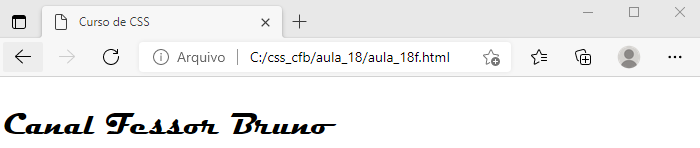 Curso de CSS
Arquivo | C:/css_cfb/aula_18/aula_18f.html
Canal Fessor Bruno